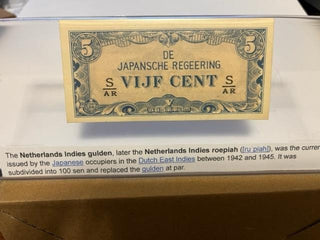 5 5
DE
JAPANSCHE REGEERING
S/AR VIJF CENT S/AR
The Netherlands Indies gulden, later the Netherlands Indies roepiah ([ru piah]), was the curren
issued by the Japanese occupiers in the Dutch East Indies between 1942 and 1945. It was
subdivided into 100 sen and replaced the gulden at par.